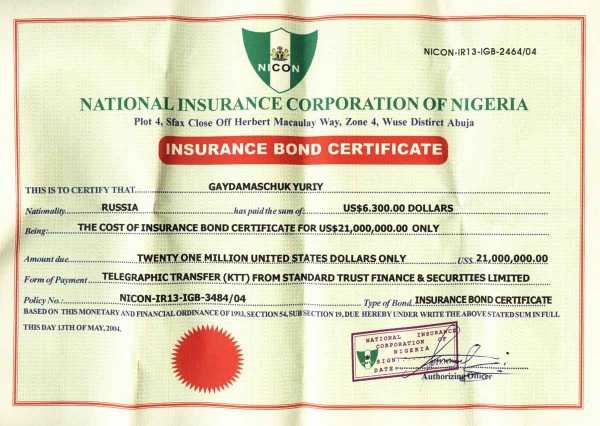 NICON-IR13-IGB-2464/04
NICON
NATIONAL INSURANCE CORPORATION OF NIGERIA
Plot 4, Sfax Close Off Herbert Macaulay Way, Zone 4, Wuse Distirct Abuja
INSURANCE BOND CERTIFICATE
THIS IS TO CERTIFY THAT GAYDAMASCHUK YURIY
Nationality RUSSIA has paid the sum of: US$6.300.00 DOLLARS
Being: THE COST OF INSURANCE BOND CERTIFICATE FOR US$21,000,000.00 ONLY
Amount due TWENTY ONE MILLION UNITED STATES DOLLARS ONLY US$. 21,000,000.00
Form of Payment TELEGRAPHIC TRANSFER (KTT) FROM STANDARD TRUST FINANCE & SECURITIES LIMITED
Policy No.: NICON-IR13-IGB-3484/04 Type of Bond. INSURANCE BOND CERTIFICATE
BASED ON THIS MONETARY AND FINANCIAL ORDINANCE OF 1993, SECTION 54, SUB SECTION 19, DUE HEREBY UNDER WRITE THE ABOVE STATED SUM IN FULL
THIS DAY 13TH OF MAY, 2004.
NATIONAL INSURANCE
CORPORATION OF
NIGERIA
SIGN:
DATE:
Authorizing Officer